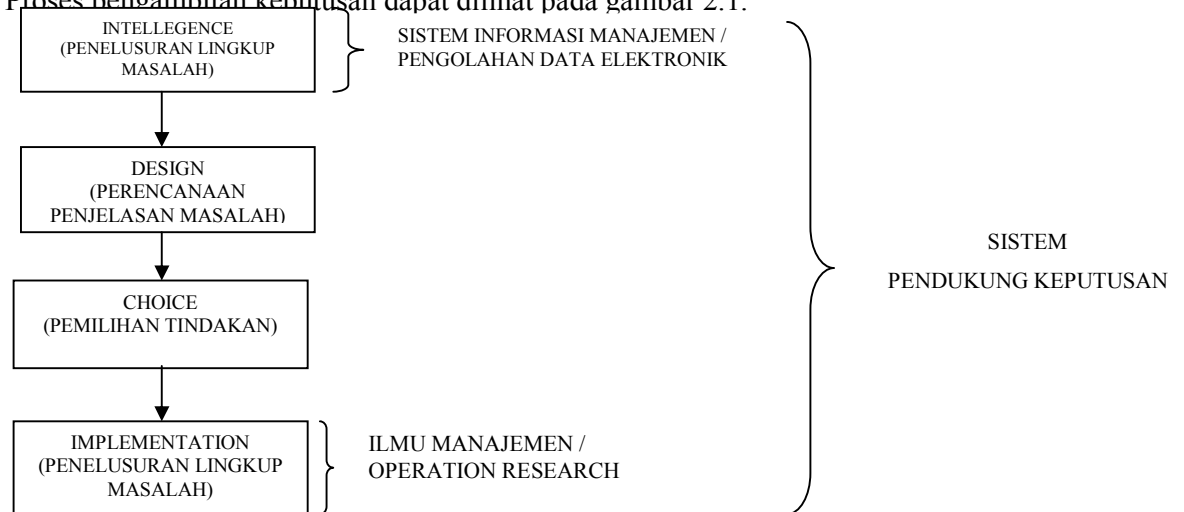 Proses pengambilan keputusan dapat dilihat pada gambar 2.1.
INTELLEGENCE
(PENELUSURAN LINGKUP
MASALAH)
SISTEM INFORMASI MANAJEMEN /
PENGOLAHAN DATA ELEKTRONIK
DESIGN
(PERENCANAAN
PENJELASAN MASALAH)
CHOICE
(PEMILIHAN TINDAKAN)
IMPLEMENTATION
(PENELUSURAN LINGKUP
MASALAH)
ILMU MANAJEMEN /
OPERATION RESEARCH
SISTEM
PENDUKUNG KEPUTUSAN